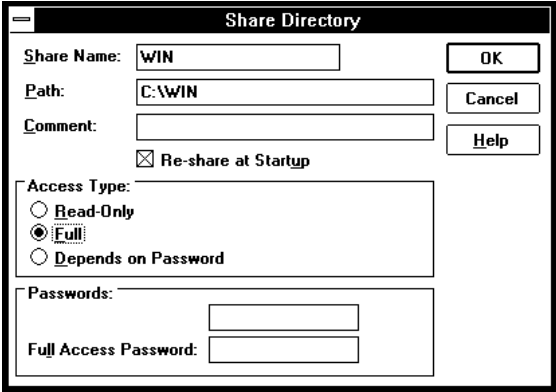 Share Directory
Share Name: WIN
OK
Path: C:\WIN
Cancel
Comment:
Help
Re-share at Startup
Access Type:
Read-Only
Full
Depends on Password
Passwords:
Full Access Password: